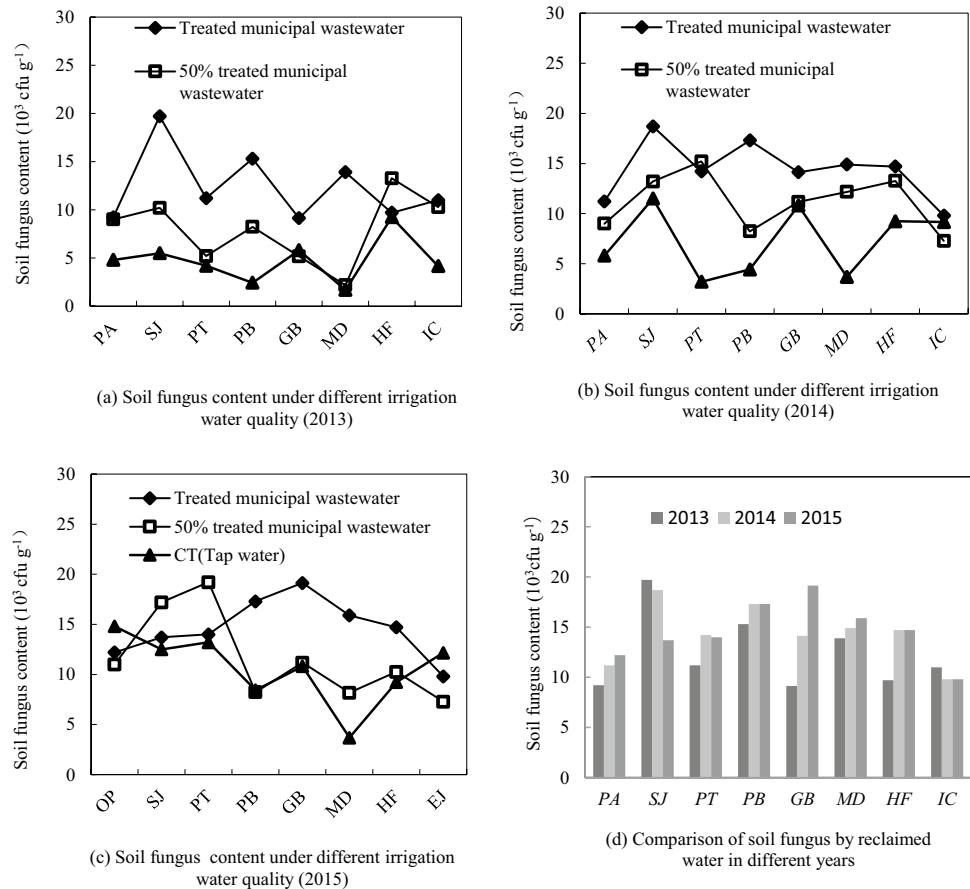 30
25
20
15
10
5
0
Soil fungus content (10³ cfu g⁻¹)
Treated municipal wastewater
50% treated municipal
wastewater
PA SJ PT PB GB MD HF IC
(a) Soil fungus content under different irrigation
water quality (2013)
30
25
20
15
10
5
0
Soil fungus content (10³ cfu g⁻¹)
Treated municipal wastewater
50% treated municipal
wastewater
PA SJ PT PB GB MD HF IC
(b) Soil fungus content under different irrigation
water quality (2014)
30
25
20
15
10
5
0
Soil fungus content (10³ cfu g⁻¹)
Treated municipal wastewater
50% treated municipal wastewater
CT(Tap water)
OP SJ PT PB GB MD HF EJ
(c) Soil fungus content under different irrigation
water quality (2015)
30
25
20
15
10
5
0
Soil fungus content (10³cfu g⁻¹)
2013 2014 2015
PA SJ PT PB GB MD HF IC
(d) Comparison of soil fungus by reclaimed
water in different years